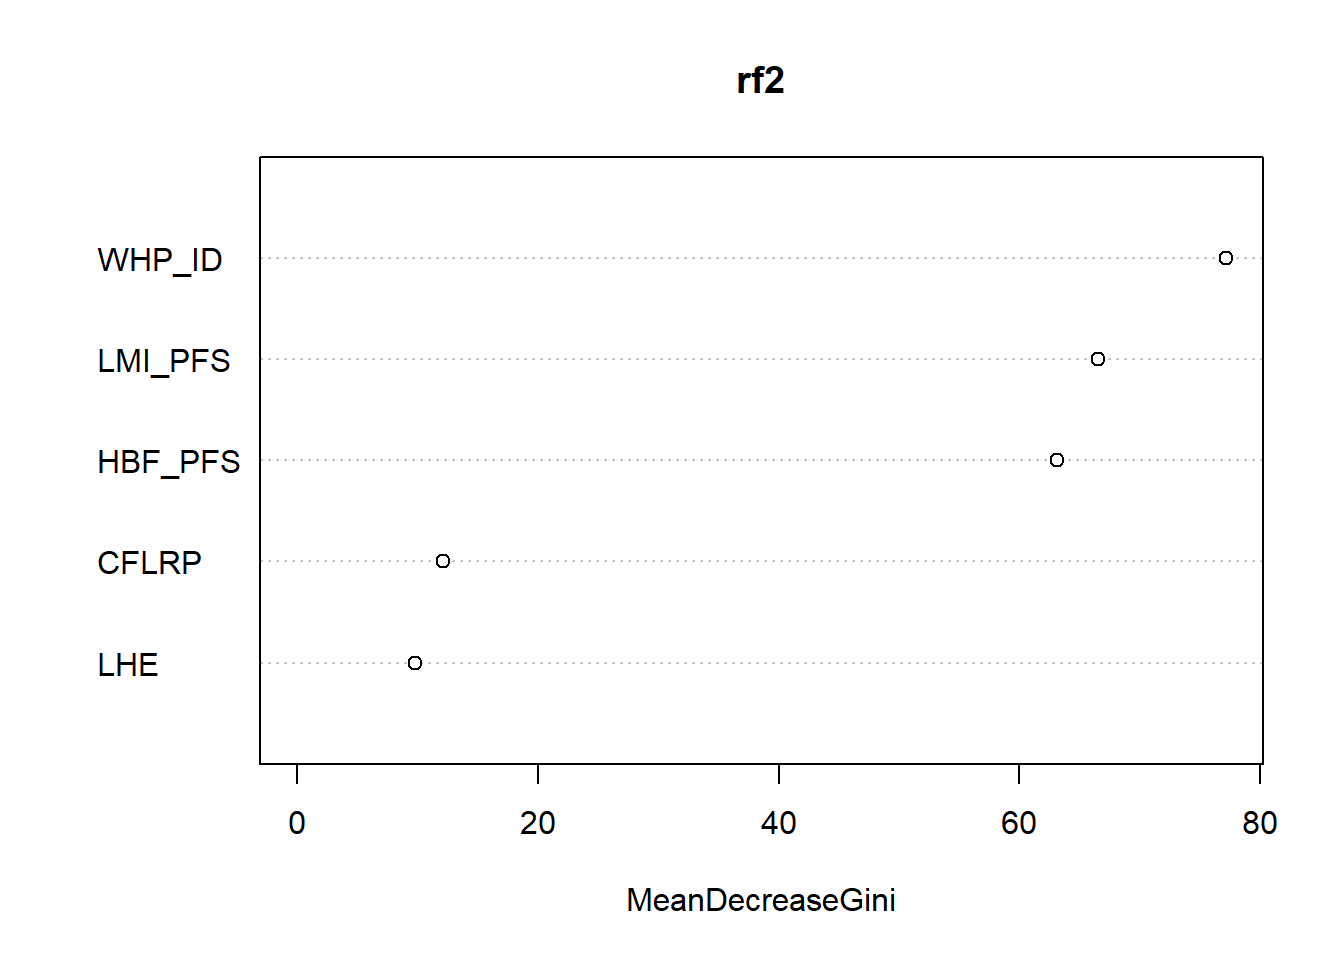 rf2
WHP_ID
LMI_PFS
HBF_PFS
CFLRP
LHE
0 20 40 60 80
MeanDecreaseGini